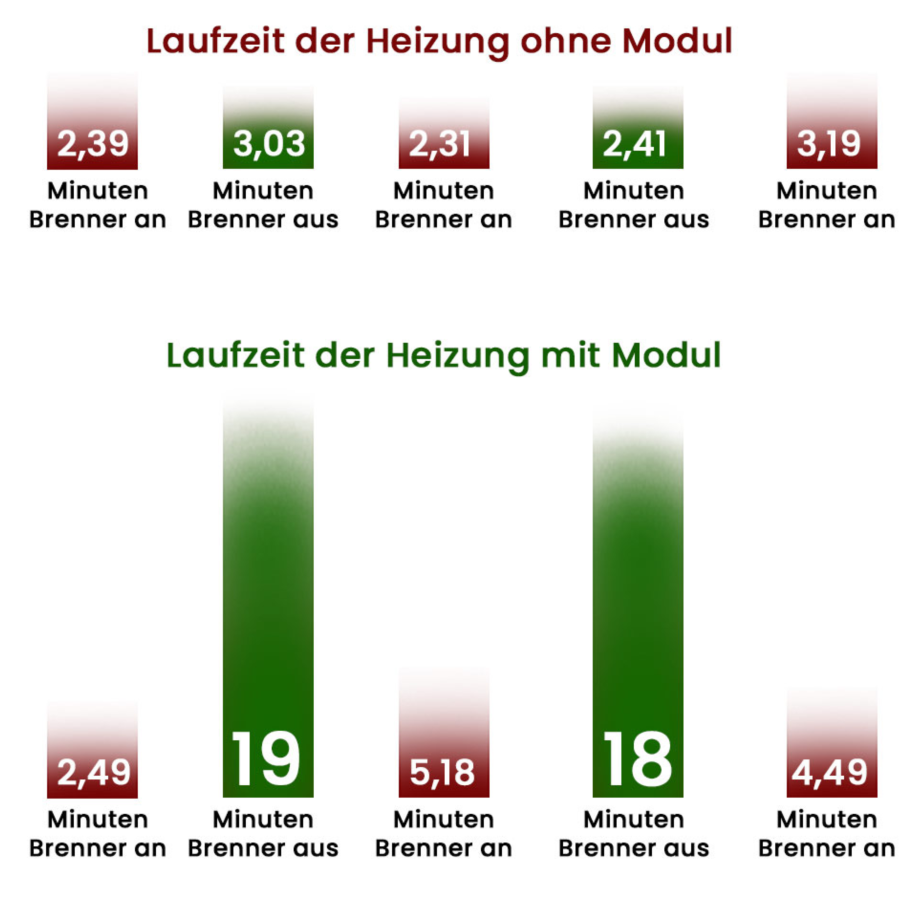 Laufzeit der Heizung ohne Modul
2,39 3,03 2,31 2,41 3,19
Minuten Minuten Minuten Minuten Minuten
Brenner an Brenner aus Brenner an Brenner aus Brenner an
Laufzeit der Heizung mit Modul
2,49 19 5,18 18 4,49
Minuten Minuten Minuten Minuten Minuten
Brenner an Brenner aus Brenner an Brenner aus Brenner an